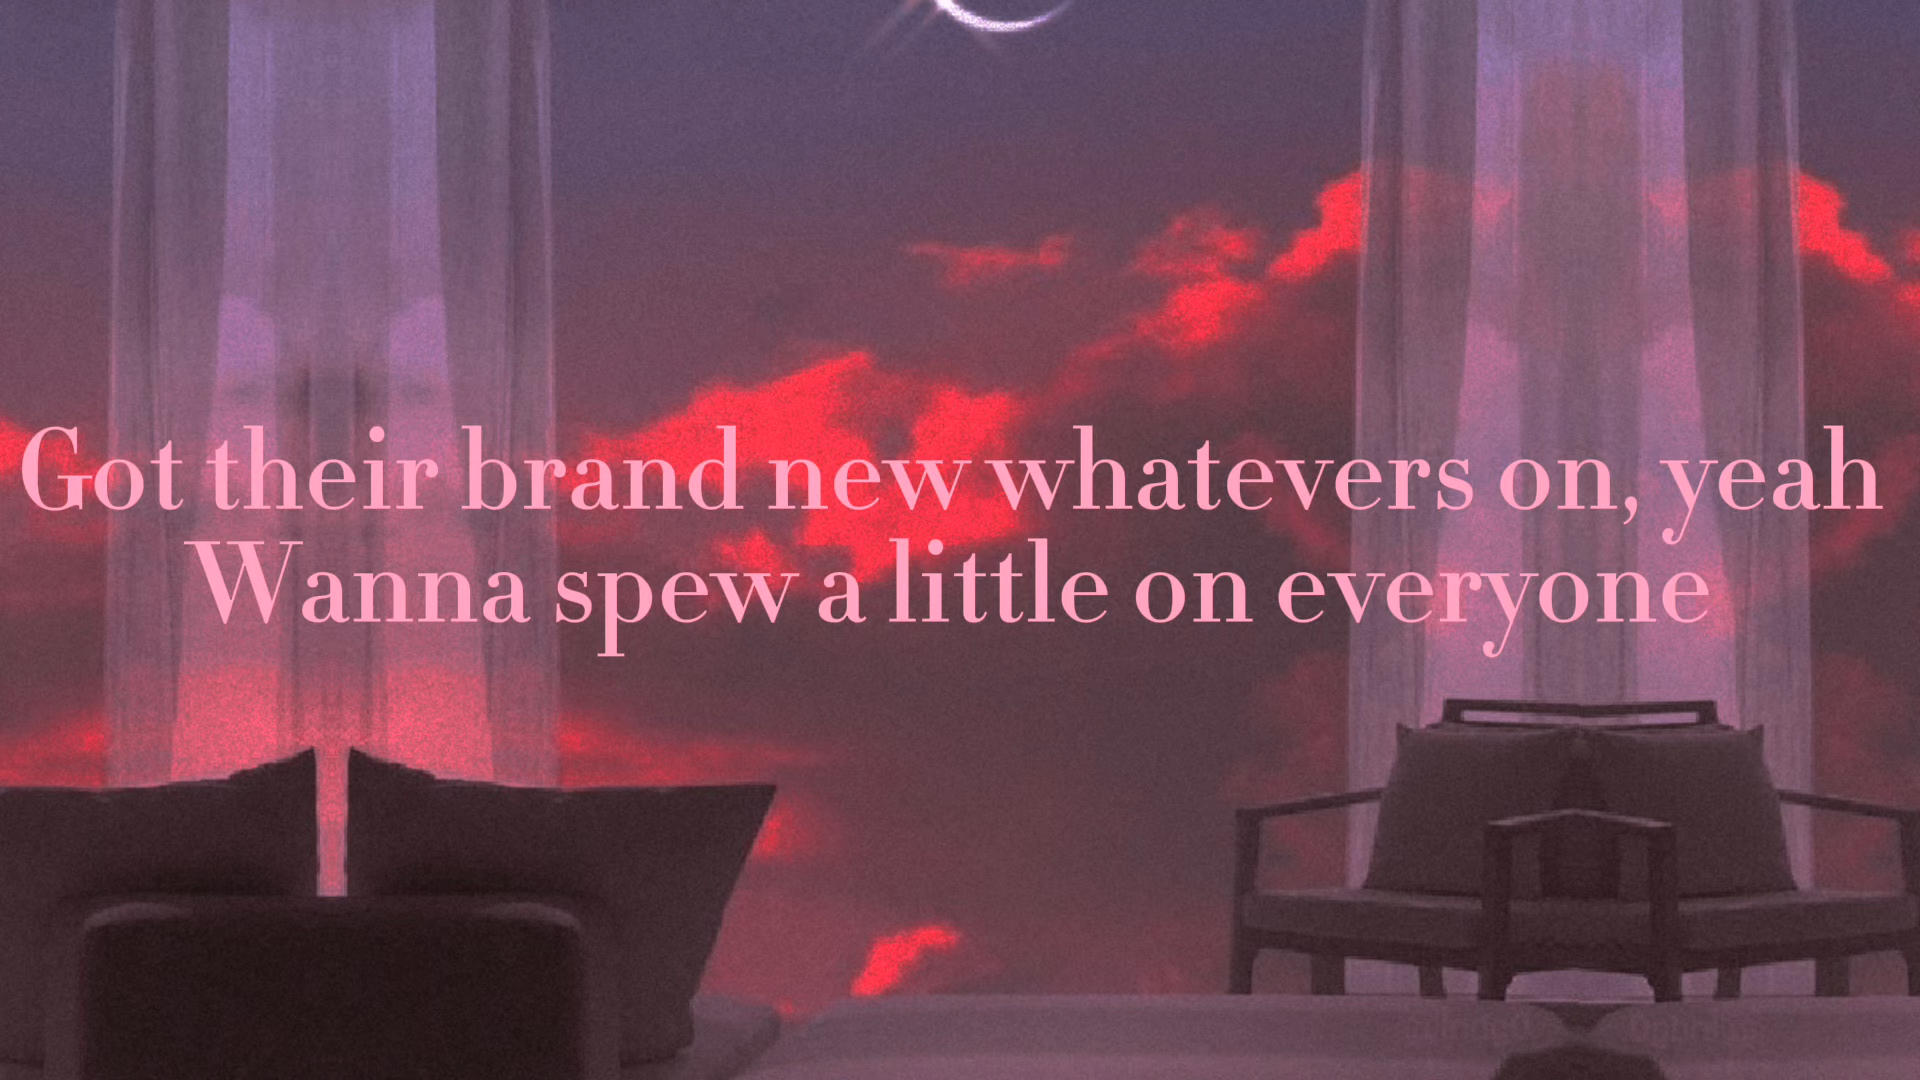 Got their brand new whatevers on, yeah
Wanna spew a little on everyone